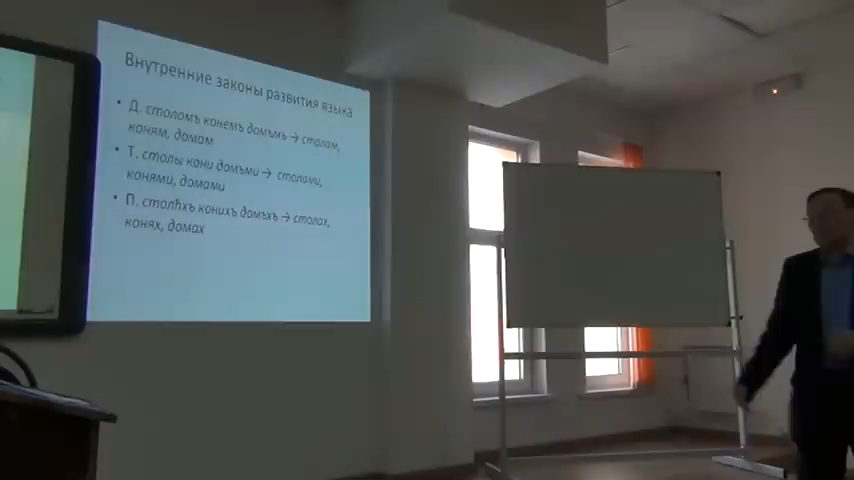 Внутренние законы развития языка
• Д. столомъ конемъ домъмъ → столам,
коням, домам
• Т. столы кони домъми → столами,
конями, домами
• П. столѣхъ конихъ домъхъ → столах,
конях, домах